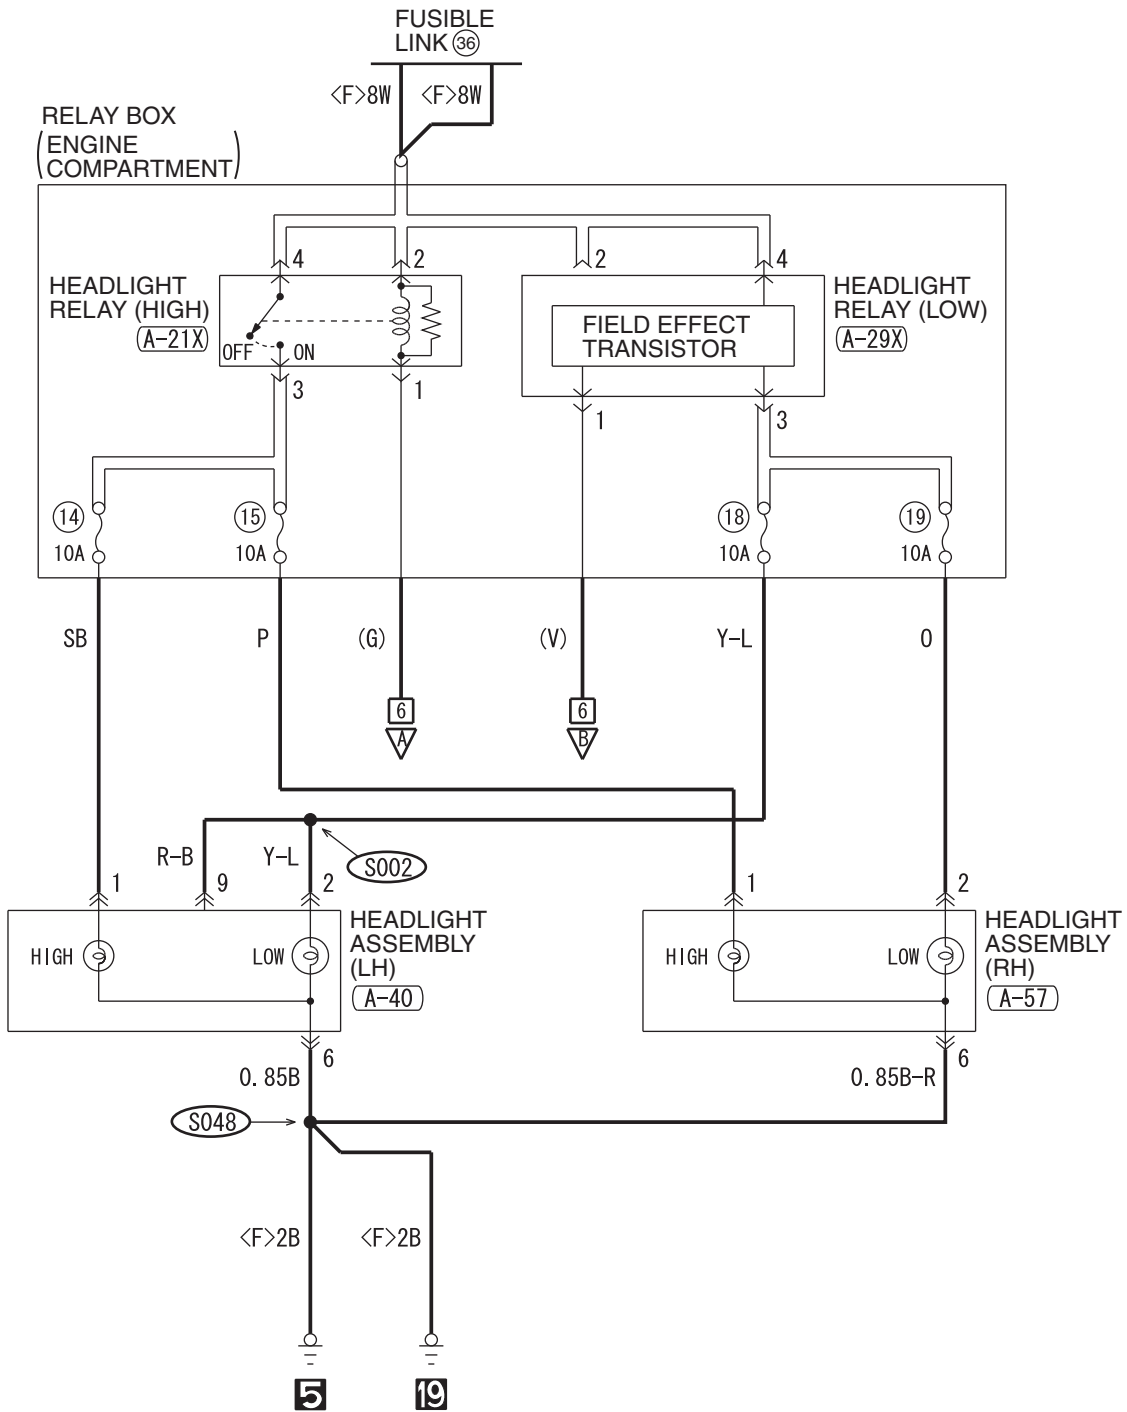 FUSIBLE
LINK 36
<F>8W <F>8W
RELAY BOX
(ENGINE
COMPARTMENT)
4 2 2 4
HEADLIGHT
RELAY (HIGH)
A-21X
OFF ON
FIELD EFFECT
TRANSISTOR
HEADLIGHT
RELAY (LOW)
A-29X
3 1 1 3
14 15 18 19
10A 10A 10A 10A
SB P (G) (V) Y-L O
6 6
A B
R-B Y-L S002
1 9 2 1 2
HIGH LOW
HEADLIGHT
ASSEMBLY
(LH)
A-40
HIGH LOW
HEADLIGHT
ASSEMBLY
(RH)
A-57
6 6
0.85B 0.85B-R
S048
<F>2B <F>2B
5 19